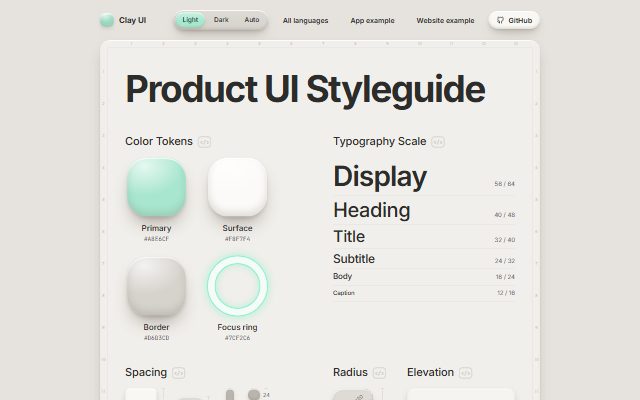 Clay UI
Light
Dark
Auto
All languages
App example
Website example
GitHub
Product UI Styleguide
Color Tokens
Typography Scale
Display
56 / 64
Heading
40 / 48
Title
32 / 40
Subtitle
24 / 32
Body
16 / 24
Caption
12 / 16
Primary
#A8E6CF
Surface
#F8F7F4
Border
#D6D3CD
Focus ring
#7CF2C6
Spacing
24
Radius
Elevation